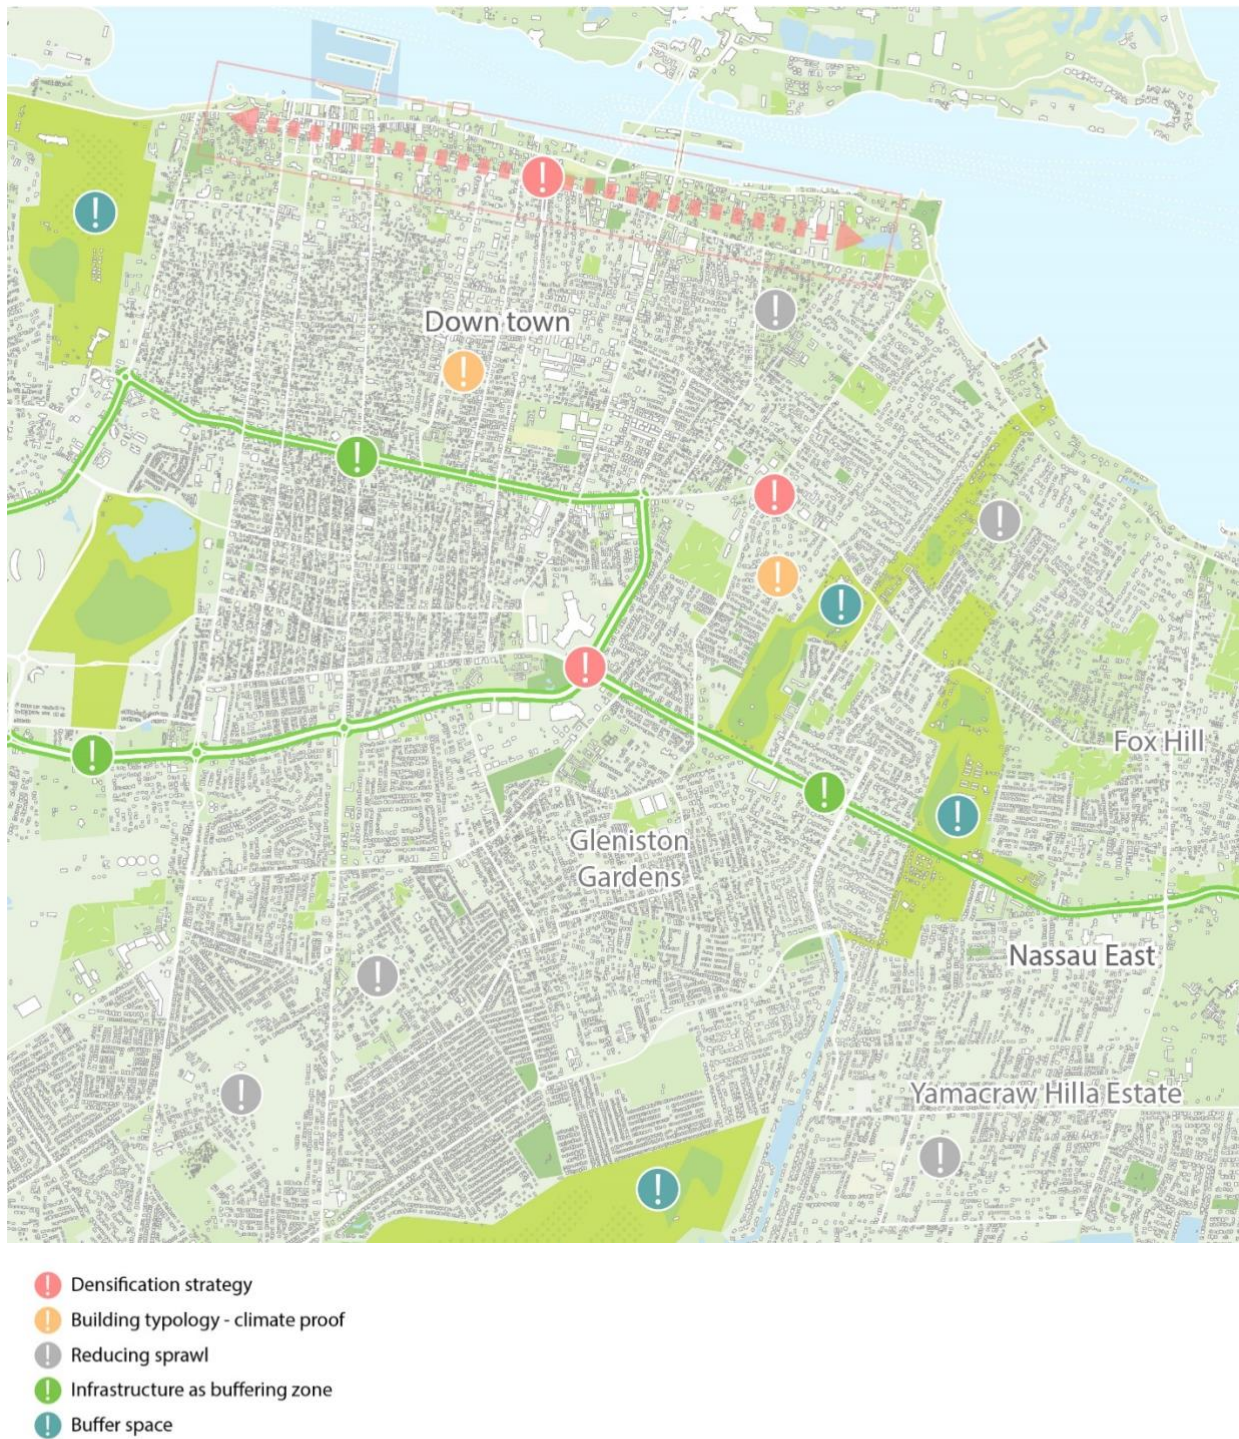 Down town
Fox Hill
Gleniston
Gardens
Nassau East
Yamacraw Hilla Estate
! Densification strategy
! Building typology - climate proof
! Reducing sprawl
! Infrastructure as buffering zone
! Buffer space